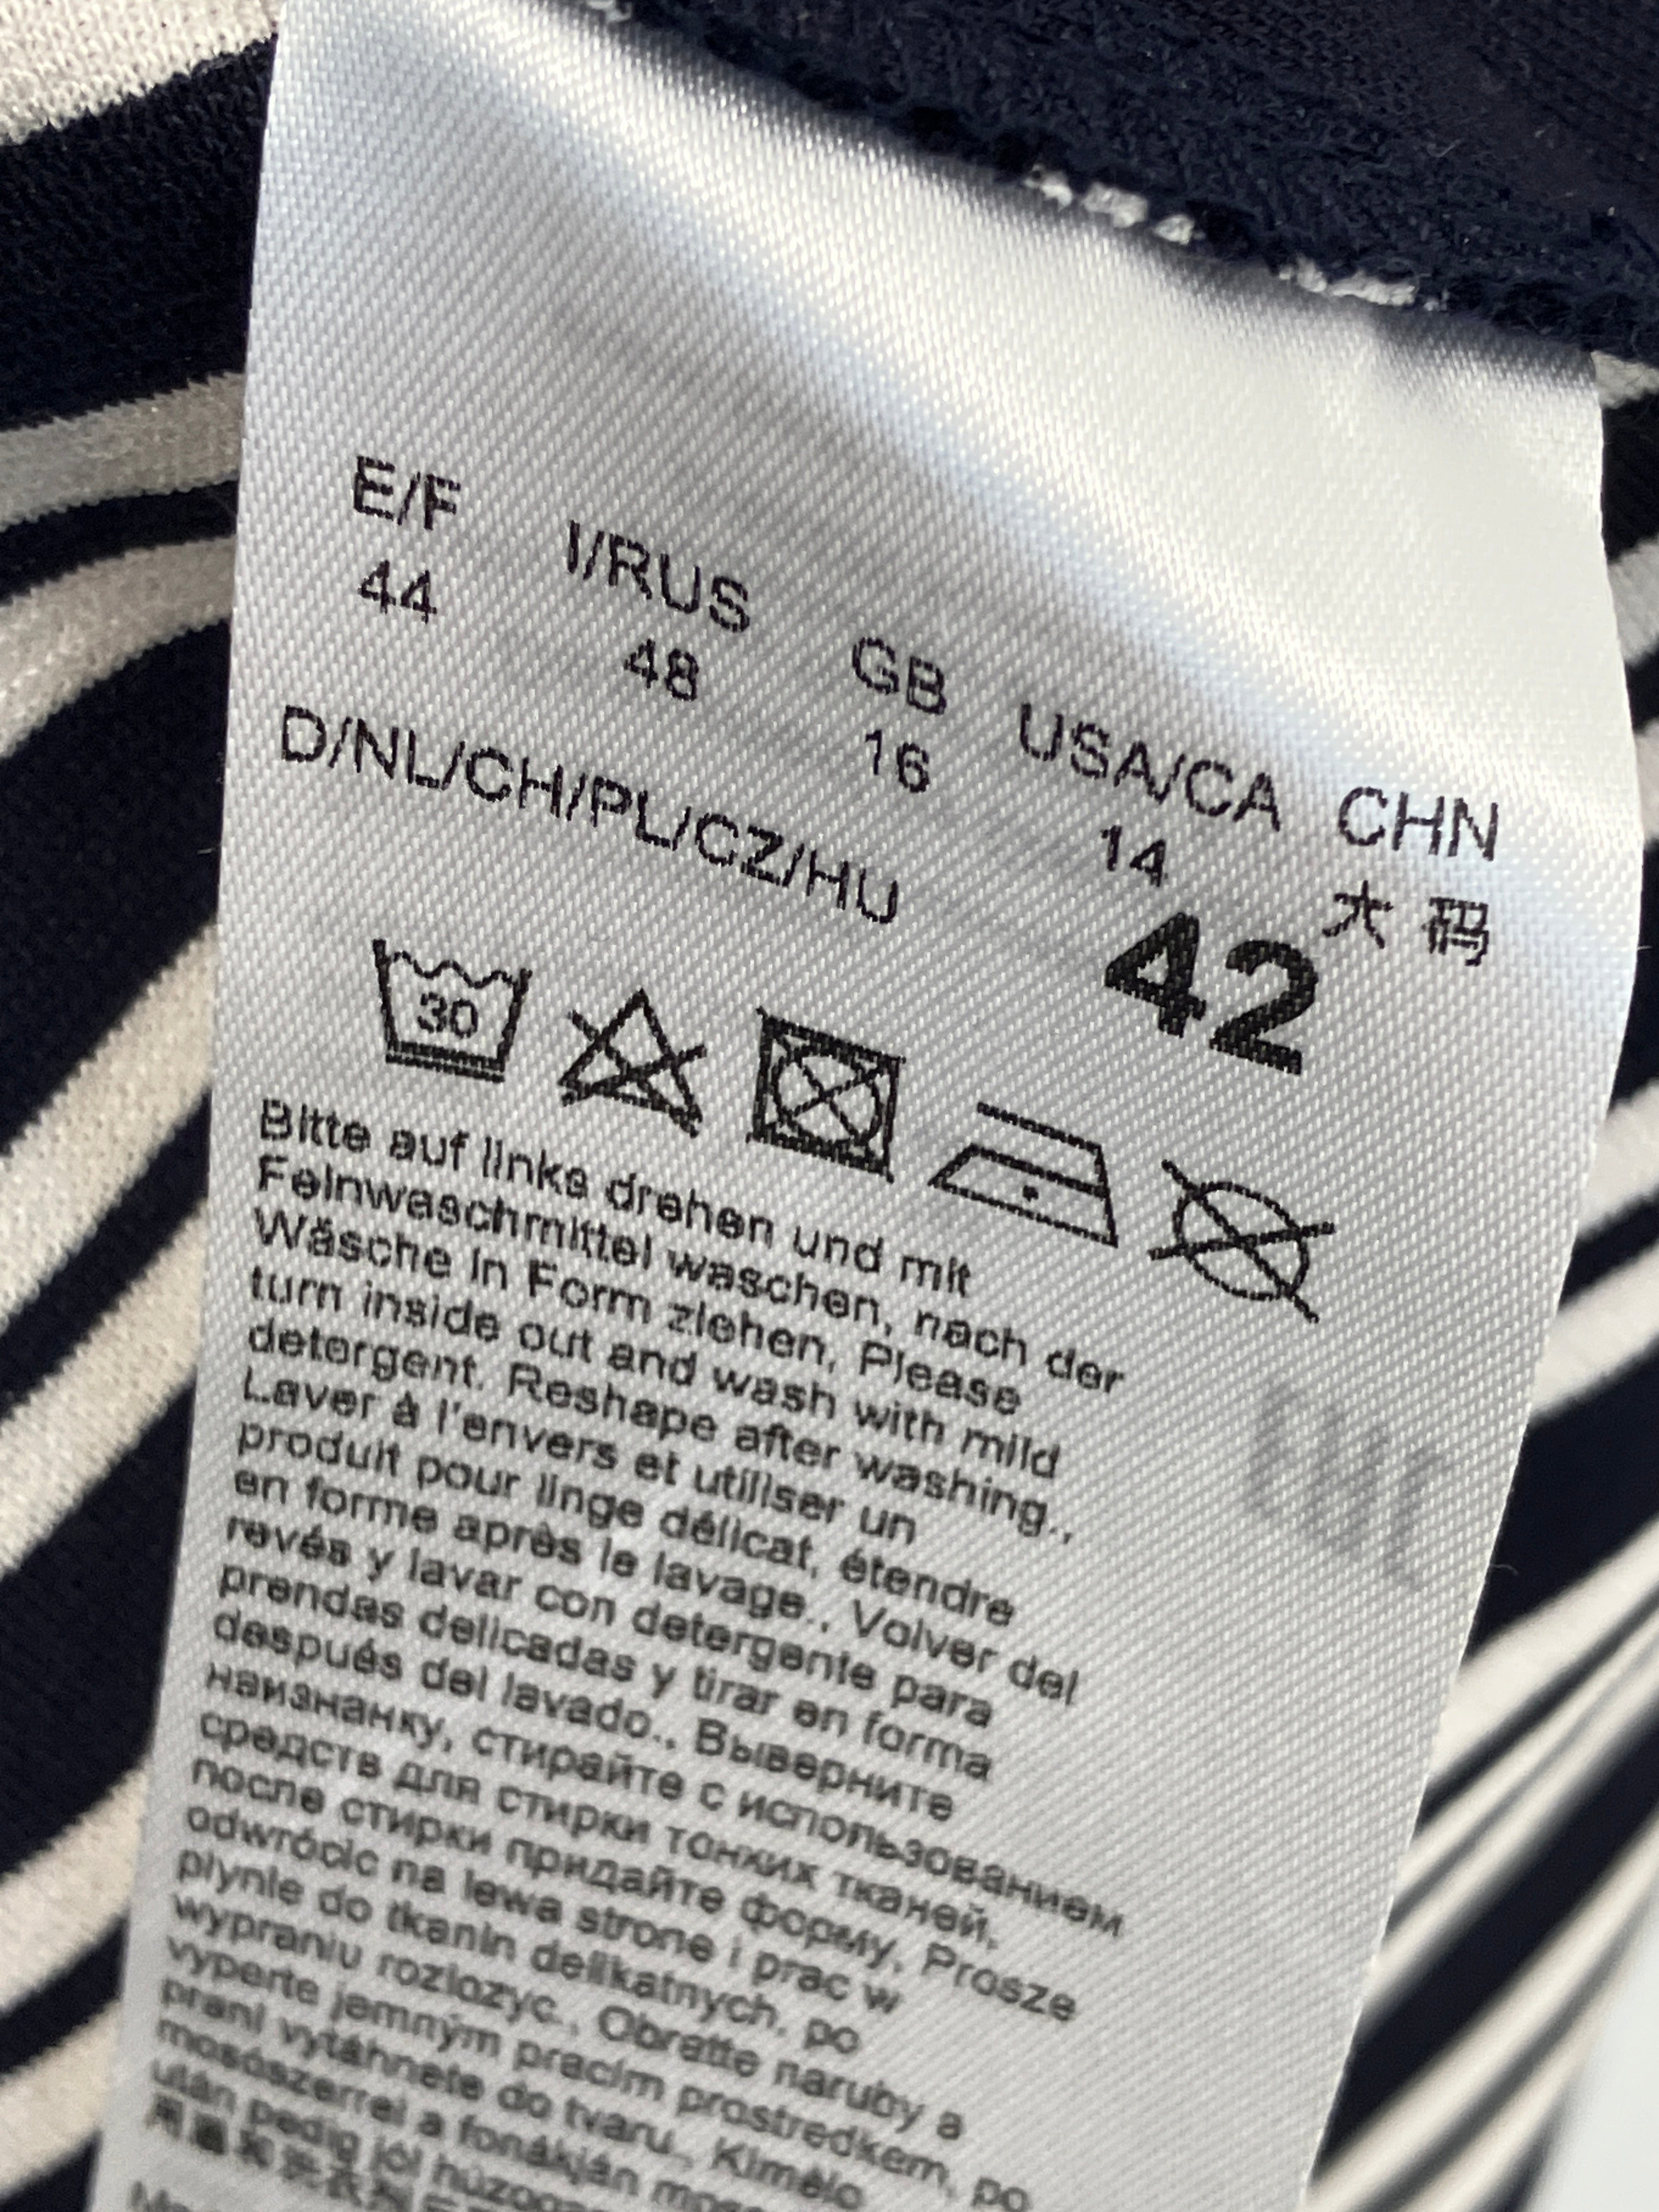 E/F I/RUS GB USA/CA CHN
44 48 16 14 大码
D/NL/CH/PL/CZ/HU 42
30
Bitte auf links drehen und mit
Feinwaschmittel waschen, nach der
Wäsche in Form ziehen. Please
turn inside out and wash with mild
detergent. Reshape after washing.,
Laver à l'envers et utiliser un
produit pour linge délicat, étendre
en forme après le lavage., Volver del
revés y lavar con detergente para
prendas delicadas y tirar en forma
después del lavado., Выверните
наизнанку, стирайте с использованием
средств для стирки тонких тканей,
после стирки придайте форму, Prosze
odwrócic na lewa strone i prac w
plynie do tkanin delikatnych, po
wypraniu rozlozyc., Obratte naruby a
vyperte jemným pracím prostredkem, po
praní vytáhnete do tvaru., Kímélo
mosószerrel a fonákján
után pedig jól